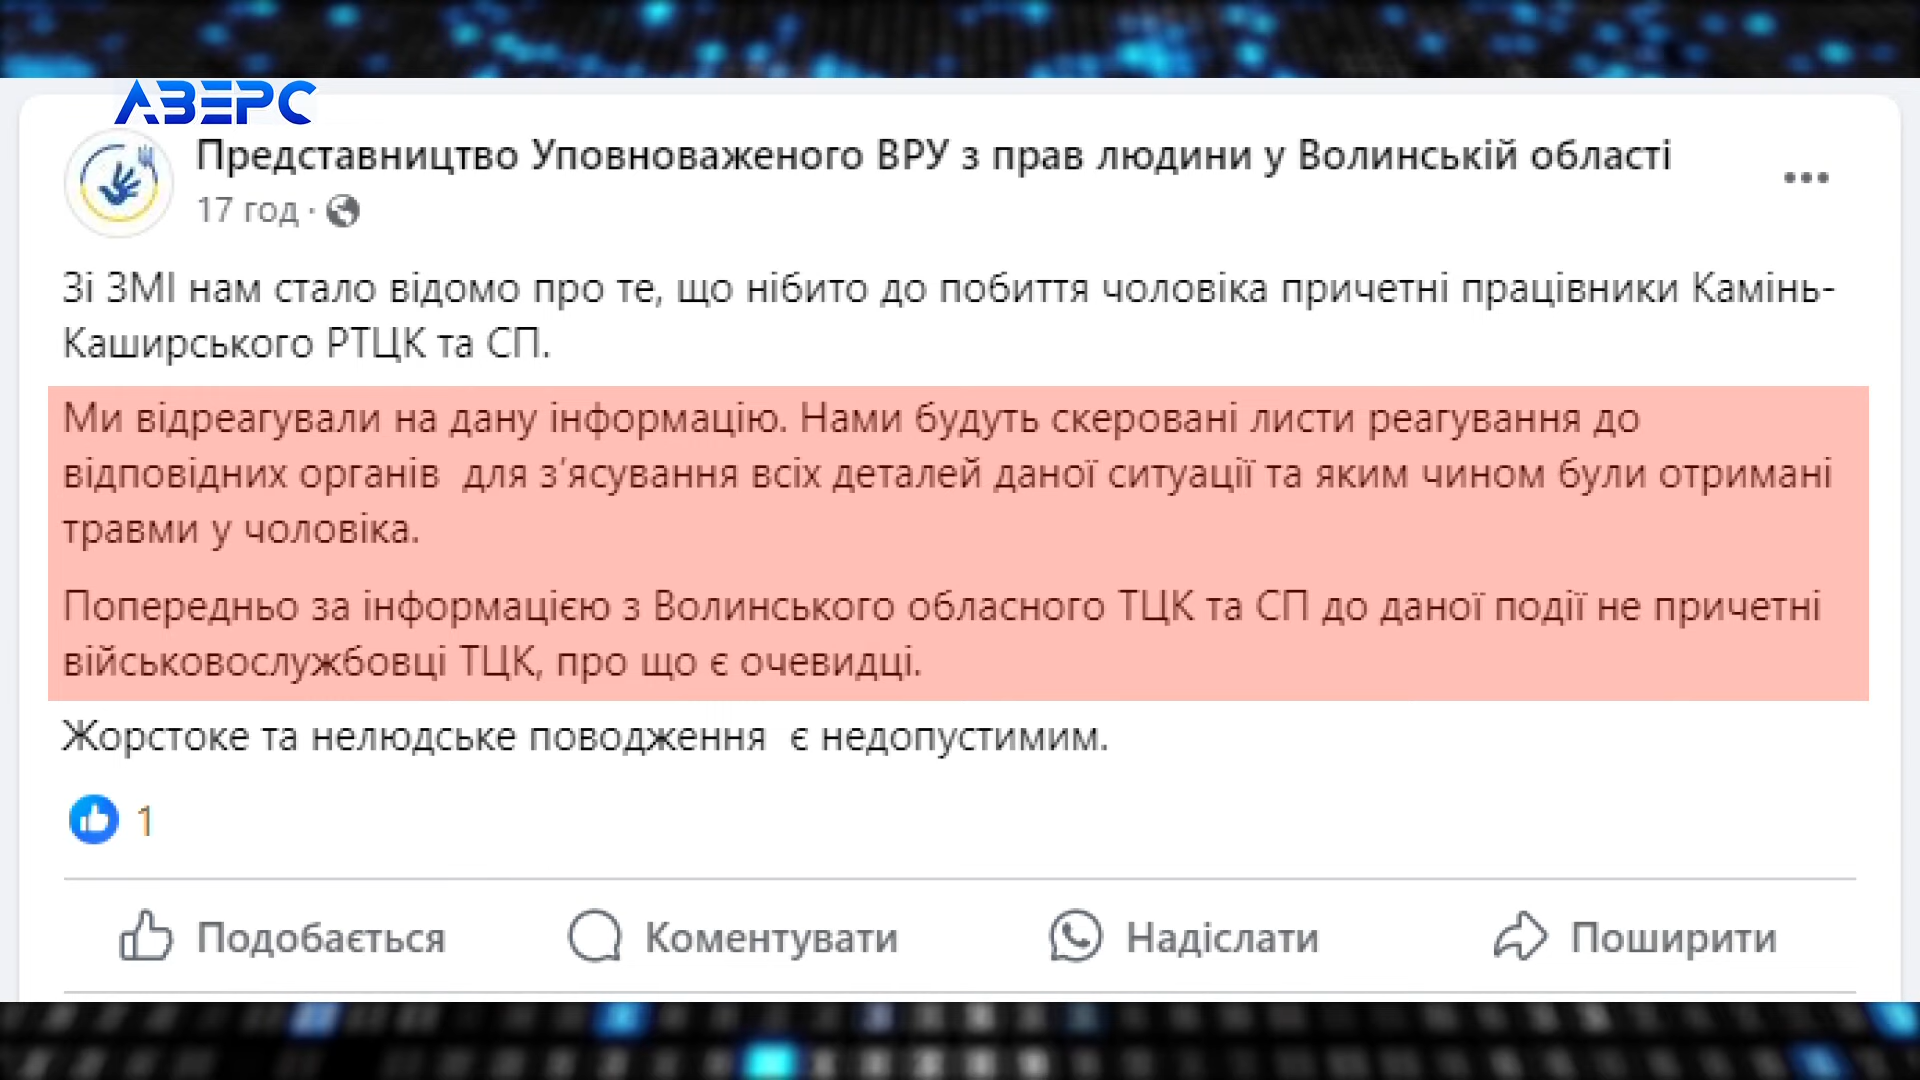 АВЕРС
Представництво Уповноваженого ВРУ з прав людини у Волинській області
17 год ·
Зі ЗМІ нам стало відомо про те, що нібито до побиття чоловіка причетні працівники Камінь-
Каширського РТЦК та СП.
Ми відреагували на дану інформацію. Нами будуть скеровані листи реагування до
відповідних органів  для з’ясування всіх деталей даної ситуації та яким чином були отримані
травми у чоловіка.
Попередньо за інформацією з Волинського обласного ТЦК та СП до даної події не причетні
військовослужбовці ТЦК, про що є очевидці.
Жорстоке та нелюдське поводження  є недопустимим.
1
Подобається Коментувати Надіслати Поширити